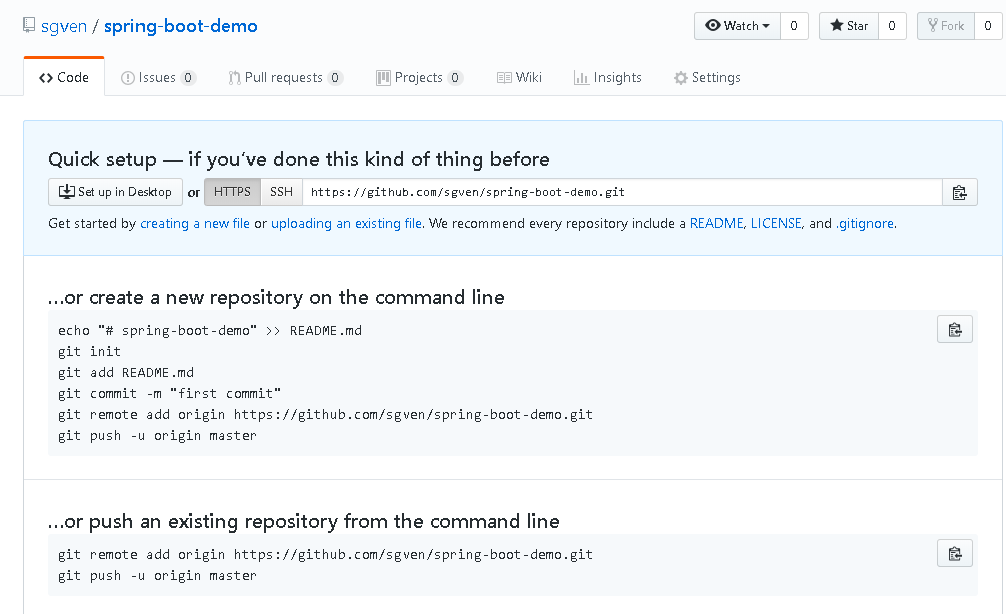 sgven / spring-boot-demo
Watch 0 Star 0 Fork 0
Code Issues 0 Pull requests 0 Projects 0 Wiki Insights Settings
Quick setup — if you’ve done this kind of thing before
Set up in Desktop or HTTPS SSH https://github.com/sgven/spring-boot-demo.git
Get started by creating a new file or uploading an existing file. We recommend every repository include a README, LICENSE, and .gitignore.
…or create a new repository on the command line
echo "# spring-boot-demo" >> README.md
git init
git add README.md
git commit -m "first commit"
git remote add origin https://github.com/sgven/spring-boot-demo.git
git push -u origin master
…or push an existing repository from the command line
git remote add origin https://github.com/sgven/spring-boot-demo.git
git push -u origin master